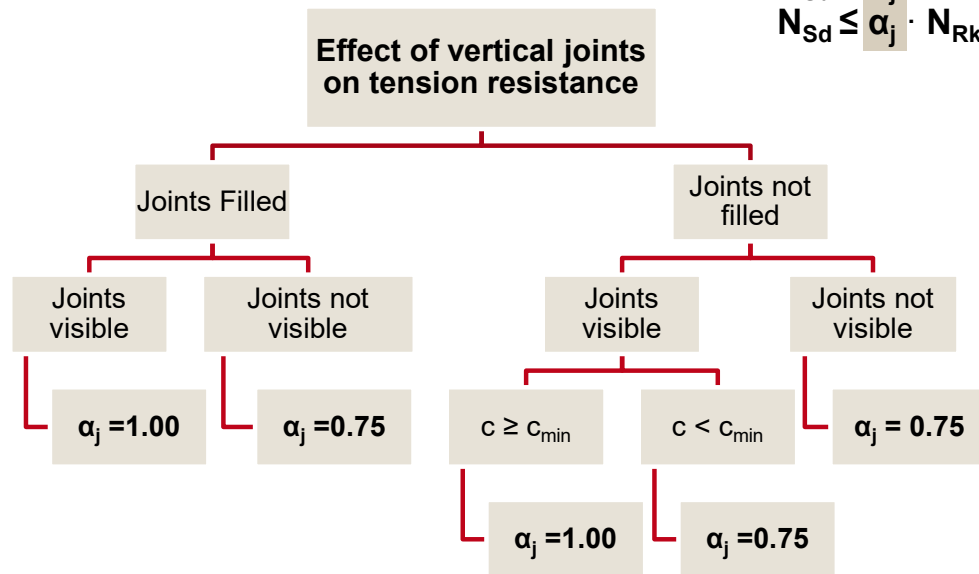 N_Sd ≤ α_j · N_Rk
Effect of vertical joints
on tension resistance
Joints Filled
Joints not
filled
Joints
visible
Joints not
visible
Joints
visible
Joints not
visible
α_j =1.00
α_j =0.75
c ≥ c_min
c < c_min
α_j = 0.75
α_j =1.00
α_j =0.75